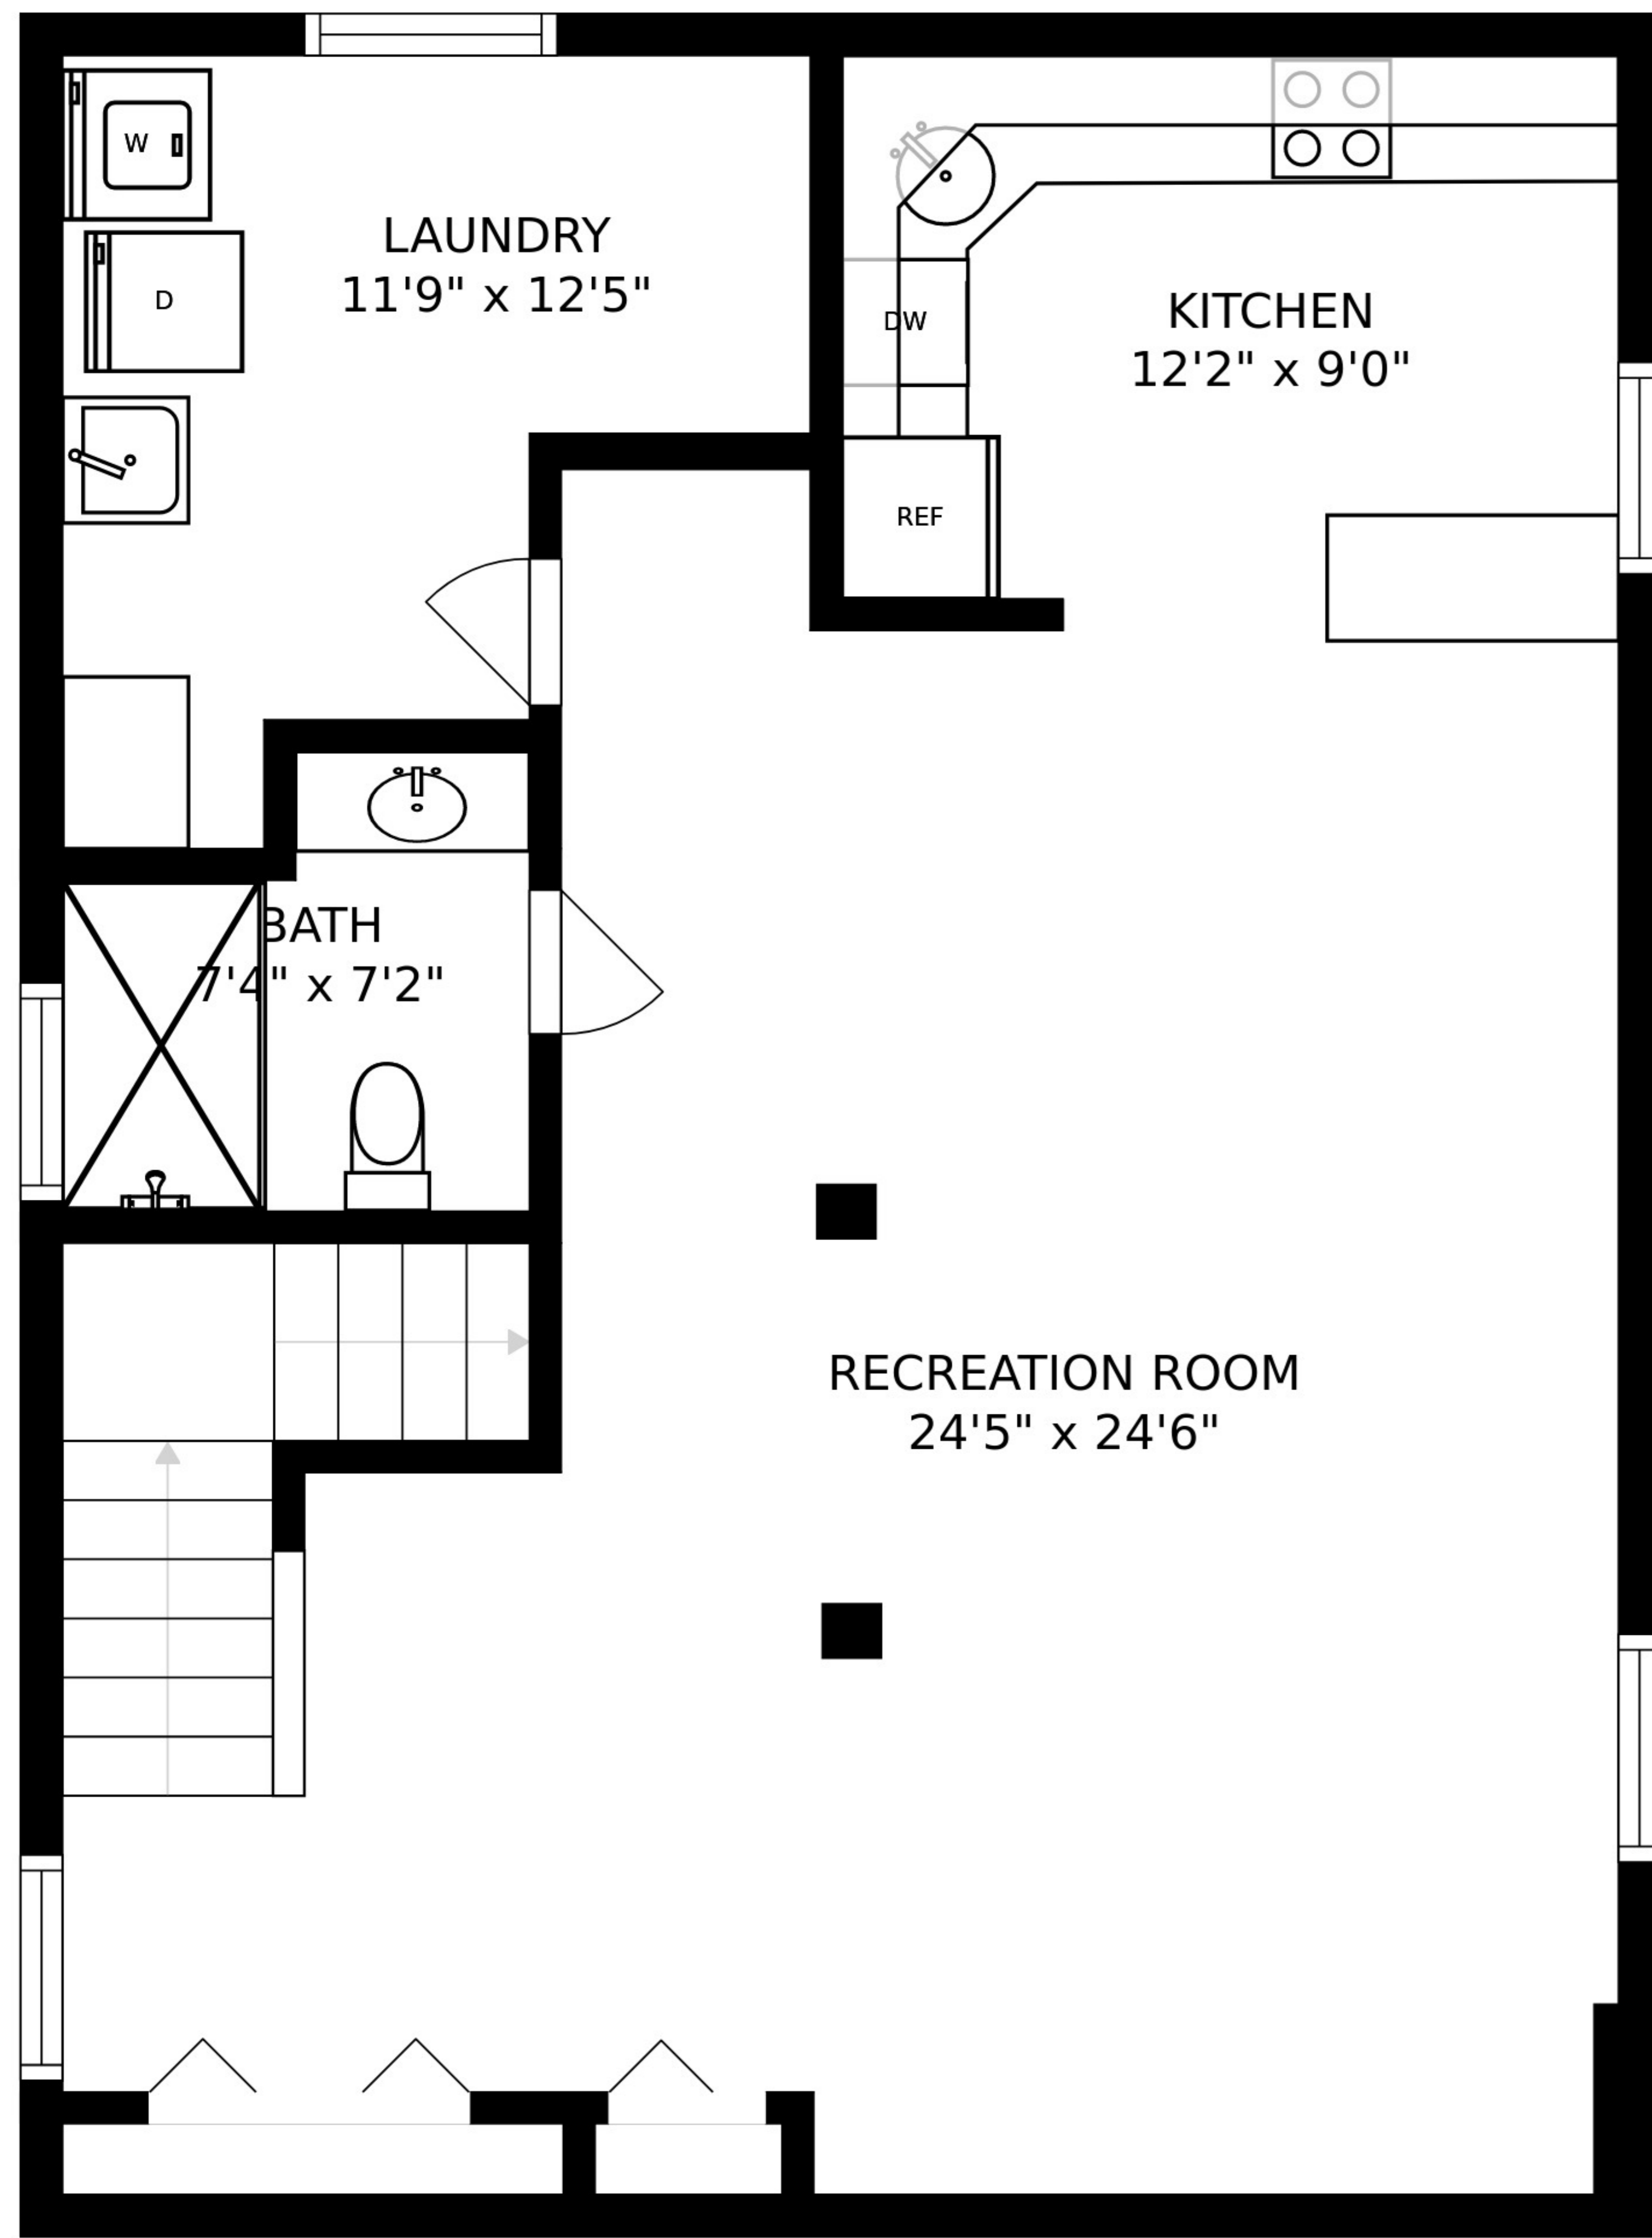 W
LAUNDRY
11'9" x 12'5"
D
KITCHEN
12'2" x 9'0"
DW
REF
BATH
7'4" x 7'2"
RECREATION ROOM
24'5" x 24'6"